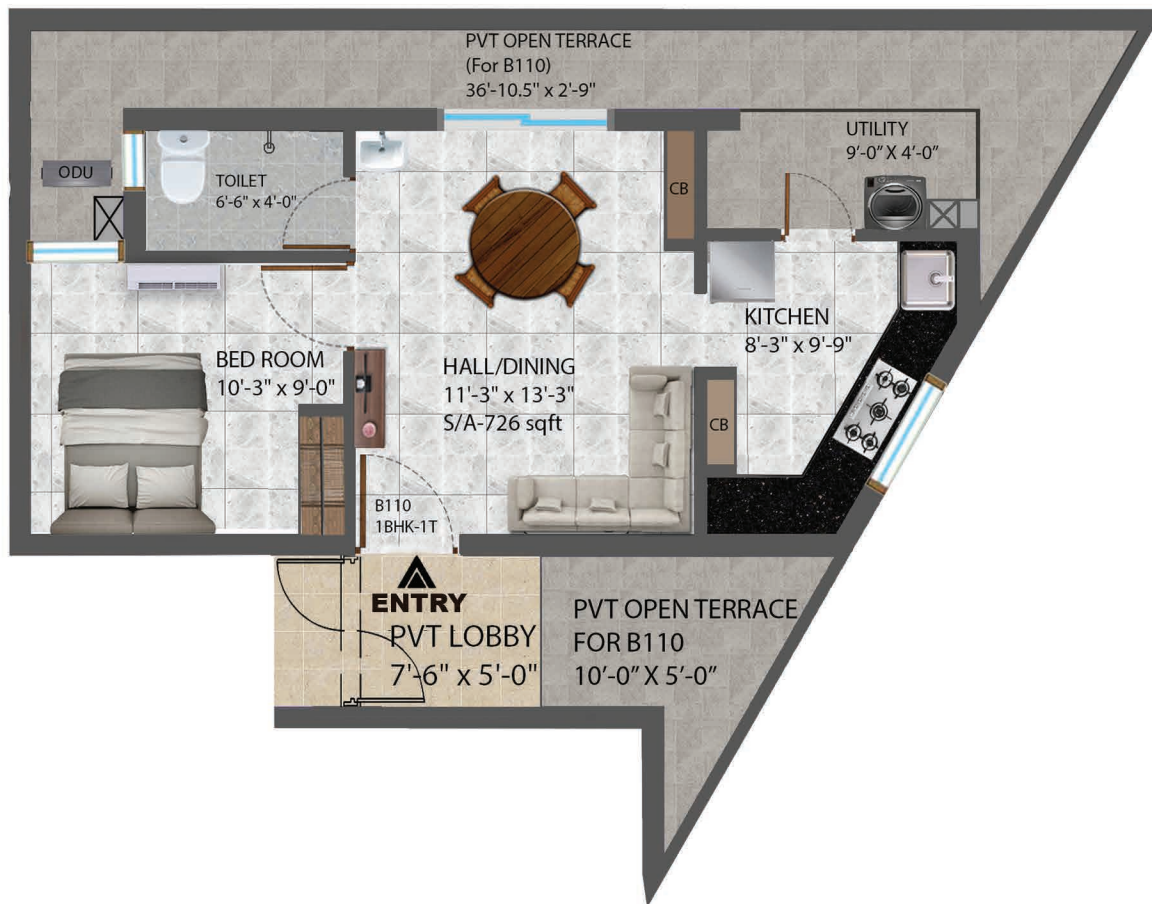 PVT OPEN TERRACE
(For B110)
36'-10.5" x 2'-9"
UTILITY
9'-0" X 4'-0"
ODU
TOILET
6'-6" x 4'-0"
CB
KITCHEN
8'-3" x 9'-9"
BED ROOM
10'-3" x 9'-0"
HALL/DINING
11'-3" x 13'-3"
S/A-726 sqft
CB
B110
1BHK-1T
ENTRY
PVT LOBBY
7'-6" x 5'-0"
PVT OPEN TERRACE
FOR B110
10'-0" X 5'-0"